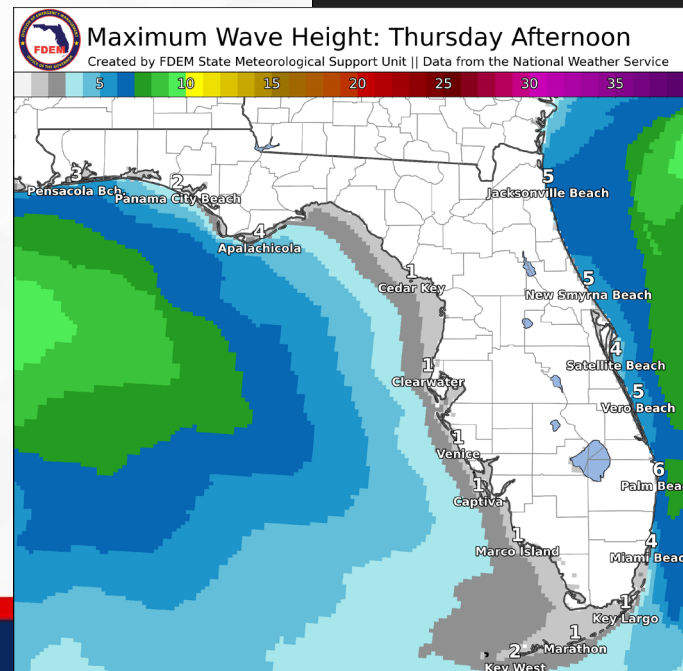 FDEM
Maximum Wave Height: Thursday Afternoon
Created by FDEM State Meteorological Support Unit || Data from the National Weather Service
5 10 15 20 25 30 35
3
Pensacola Bch.
2
Panama City Beach
4
Apalachicola
5
Jacksonville Beach
1
Cedar Key
5
New Smyrna Beach
4
Satellite Beach
1
Clearwater
5
Vero Beach
1
Venice
6
Palm Bea
1
Captiva
1
Marco Island
4
Miami Beac
1
Key Largo
1
Marathon
2
Key West